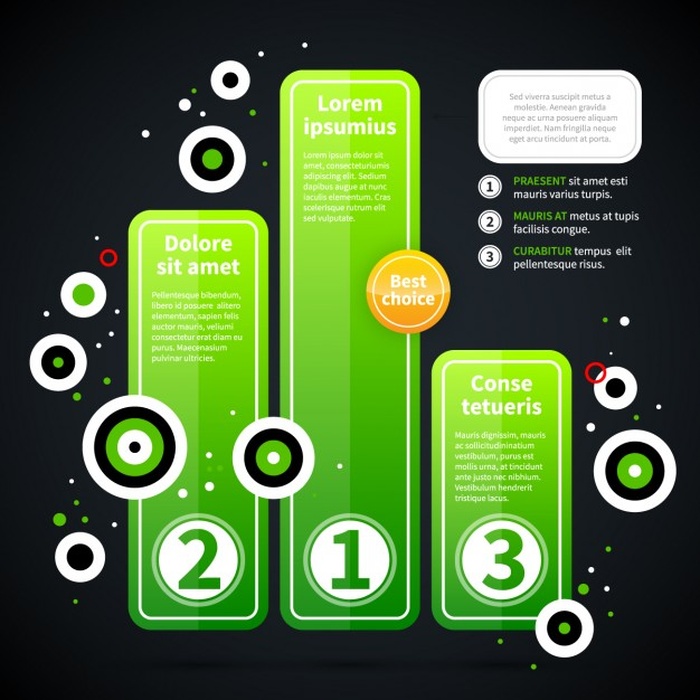 Lorem
ipsumius
Lorem ipsum dolor sit
amet, consecteturiumis
adipiscing elit. Sedium
dapibus augue at nunc
iaculis egestas auctor. Cras
scelerisque rutrum elit
sed vulputate.
Dolore
sit amet
Pellentesque bibendum,
libero id posuere altero
elementum, sapien felis
auctor mauris, veliumi
consectetur erat dui eu
purus. Maecenasium
pulvinar ultricies.
Best
choice
Conse
tetueris
Mauris dignissim, mauris
ac sollicitudinatium
vestibulum, purus est
mollis urna, at tincidunt
ante justo nec nibhium.
Vestibulum hendrerit
tristique lacus.
2
1
3
Sed viverra suscipit metus a
molestie. Aenean gravida
neque ac urna posuere aliquam
imperdiet. Nam fringilla neque
eget arcu tincidunt at porta.
1 PRAESENT sit amet esti
mauris varius turpis.
2 MAURIS AT metus at tupis
facilisis congue.
3 CURABITUR tempus elit
pellentesque risus.